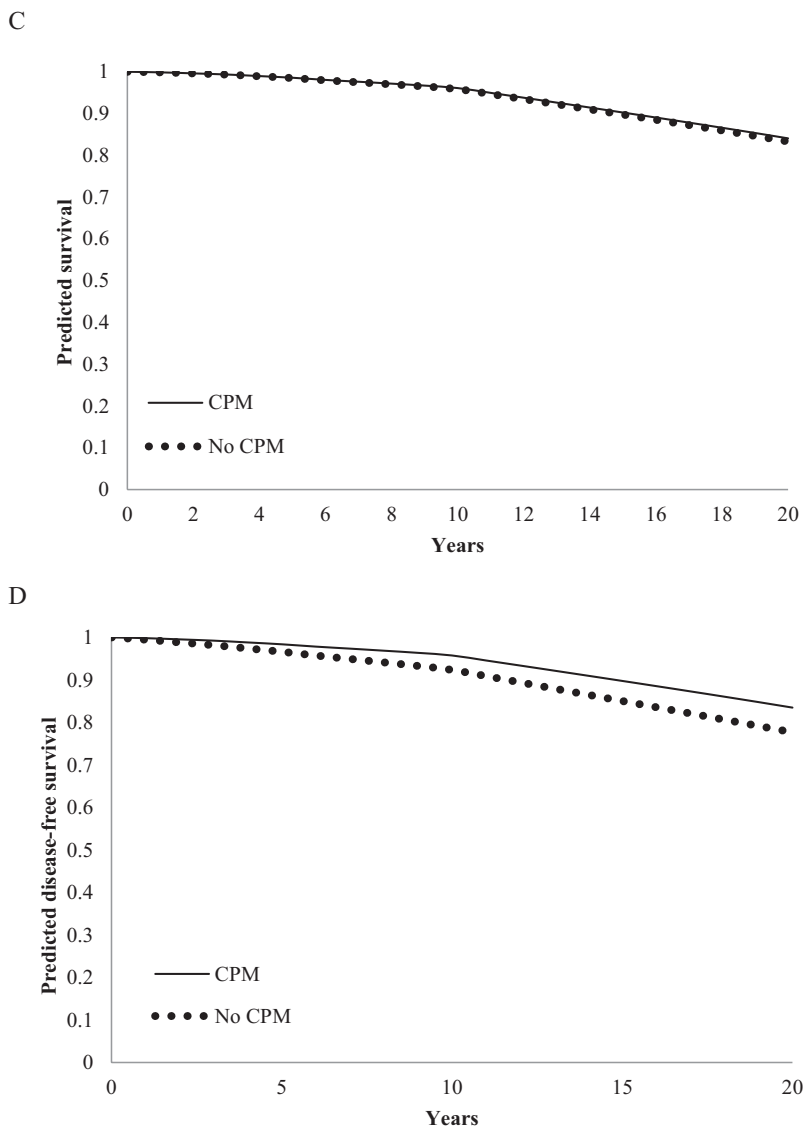 C
1
0.9
0.8
0.7
0.6
0.5
0.4
0.3
0.2
0.1
0
Predicted survival
CPM
No CPM
0 2 4 6 8 10 12 14 16 18 20
Years
D
1
0.9
0.8
0.7
0.6
0.5
0.4
0.3
0.2
0.1
0
Predicted disease-free survival
CPM
No CPM
0 5 10 15 20
Years